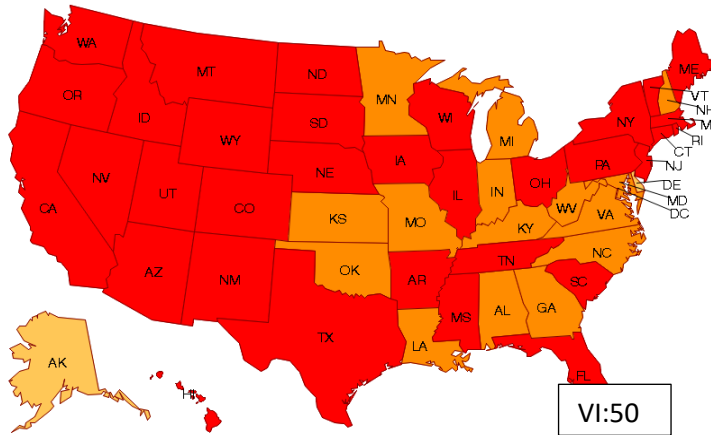 WA
MT
ND
MN
ME
VT
NH
M
RI
CT
NJ
DE
MD
DC
OR
ID
WY
SD
WI
MI
NY
PA
NE
IA
IL
IN
OH
WV
VA
NV
UT
CO
KS
MO
KY
CA
AZ
NM
OK
AR
TN
NC
SC
TX
LA
MS
AL
GA
FL
AK
VI:50